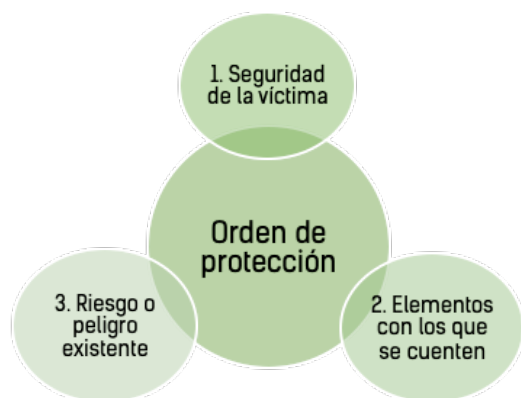 1. Seguridad
de la víctima
Orden de
protección
2. Elementos
con los que
se cuenten
3. Riesgo o
peligro
existente